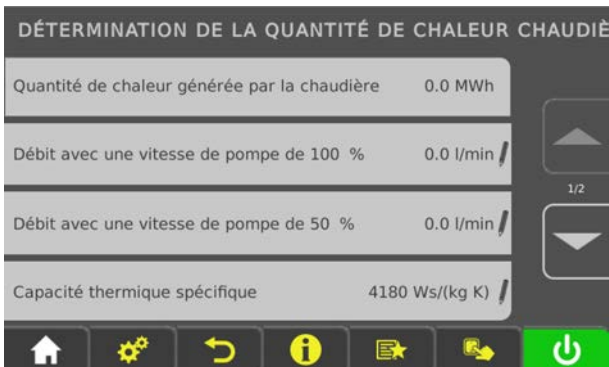 DÉTERMINATION DE LA QUANTITÉ DE CHALEUR CHAUDIÈ
Quantité de chaleur générée par la chaudière 0.0 MWh
Débit avec une vitesse de pompe de 100 % 0.0 l/min
1/2
Débit avec une vitesse de pompe de 50 % 0.0 l/min
Capacité thermique spécifique 4180 Ws/(kg K)